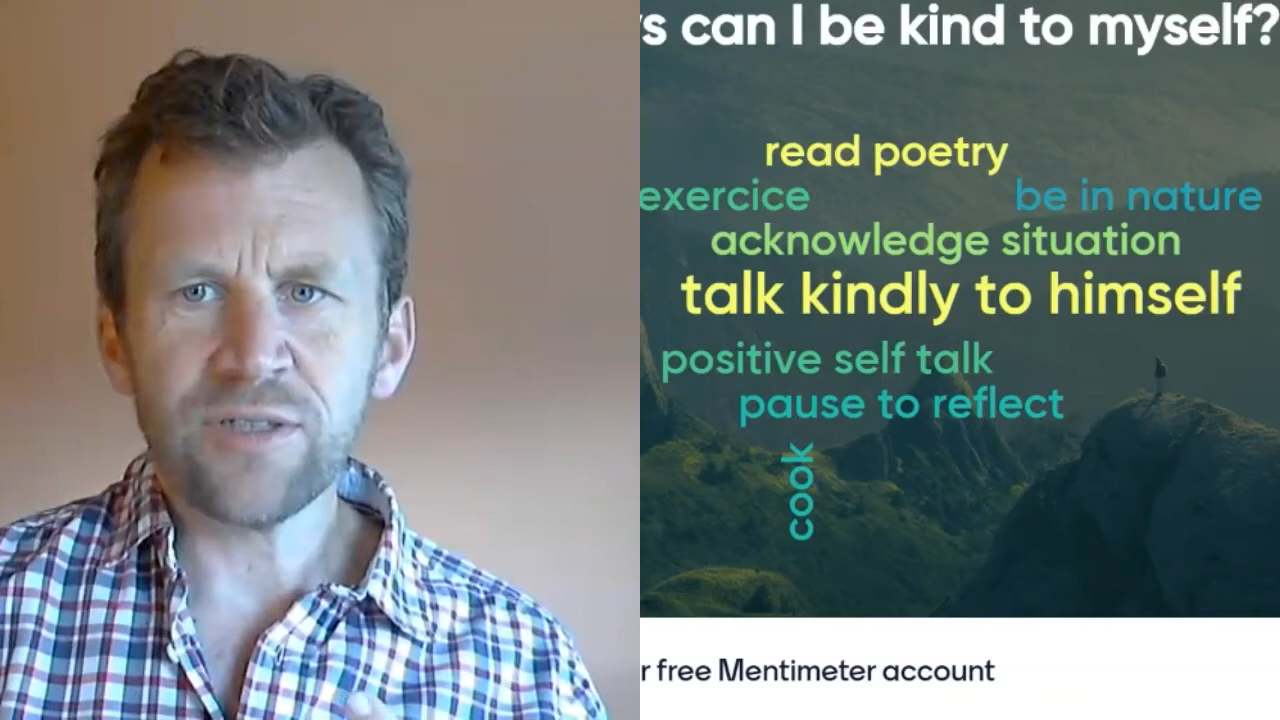 s can I be kind to myself?
read poetry
exercice
be in nature
acknowledge situation
talk kindly to himself
positive self talk
pause to reflect
cook
r free Mentimeter account